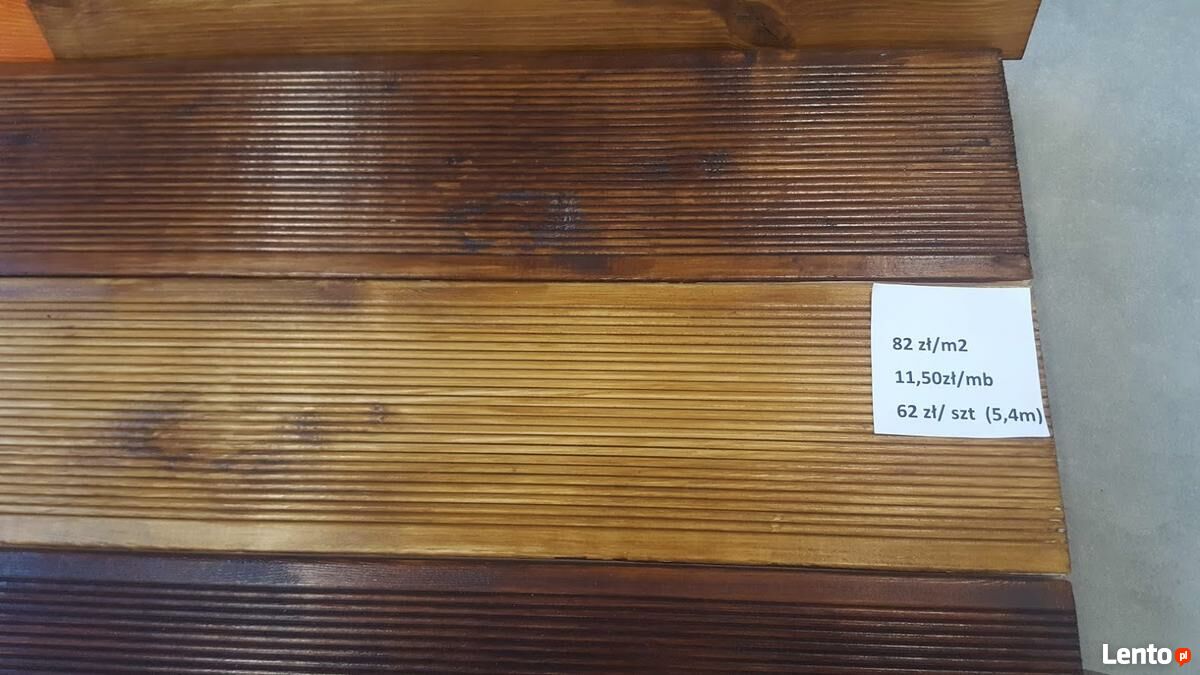 82 zł/m2
11,50zł/mb
62 zł/ szt (5,4m)
Lento pl